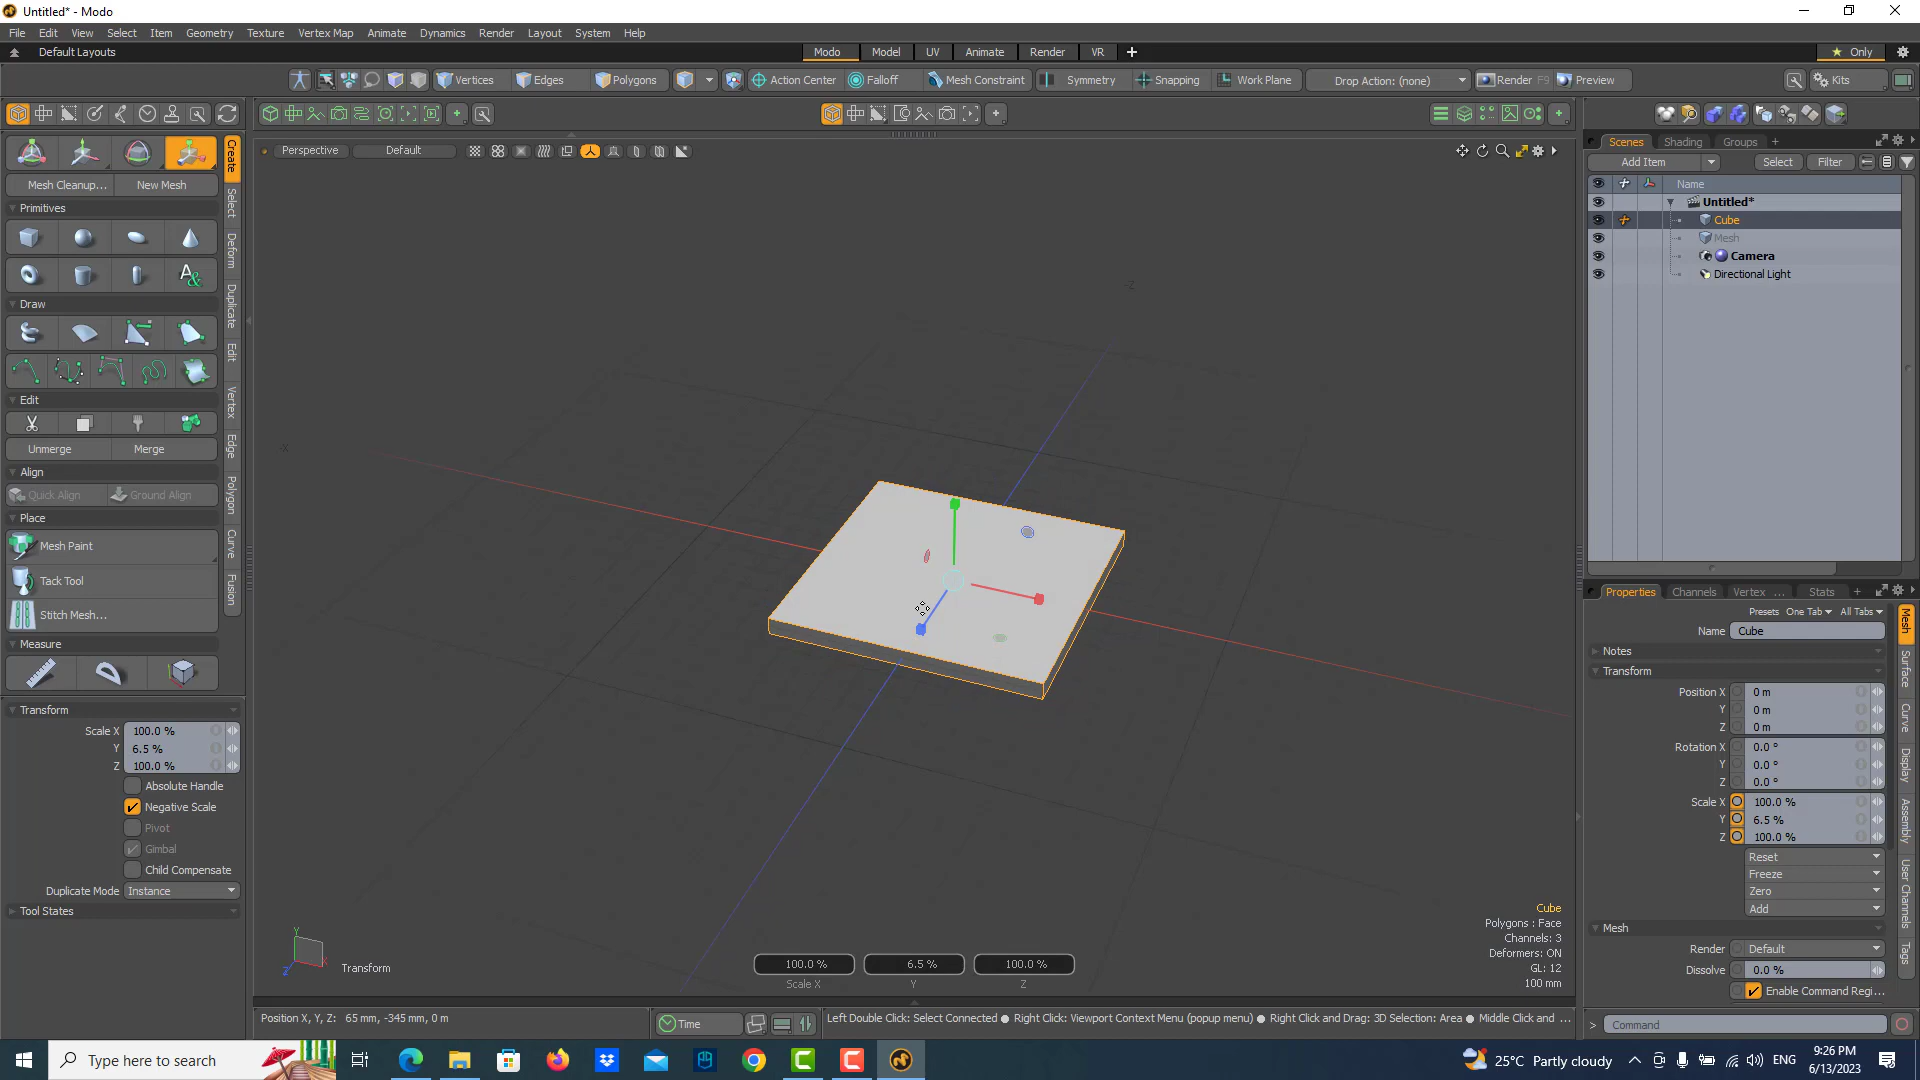 Untitled* - Modo
File Edit View Select Item Geometry Texture Vertex Map Animate Dynamics Render Layout System Help
Default Layouts Modo Model UV Animate Render VR Only
Vertices Edges Polygons Action Center Falloff Mesh Constraint Symmetry Snapping Work Plane Drop Action: (none) Render F9 Preview Kits
Perspective Default
Mesh Cleanup... New Mesh
Primitives
Draw
Edit
Unmerge Merge
Align
Quick Align Ground Align
Place
Mesh Paint
Tack Tool
Stitch Mesh...
Measure
Transform
Scale X 100.0 %
Y 6.5 %
Z 100.0 %
Absolute Handle
Negative Scale
Pivot
Gimbal
Child Compensate
Duplicate Mode Instance
Tool States
Create
Select
Deform
Duplicate
Edit
Vertex
Edge
Polygon
Curve
Fusion
-Z
-X
Y
X
Z
Transform
100.0 % 6.5 % 100.0 %
Scale X Y Z
Cube
Polygons : Face
Channels: 3
Deformers: ON
GL: 12
100 mm
Scenes Shading Groups
Add Item Select Filter
Name
Untitled*
Cube
Mesh
Camera
Directional Light
Properties Channels Vertex ... Stats
Presets One Tab All Tabs
Name Cube
Notes
Transform
Position X 0 m
Y 0 m
Z 0 m
Rotation X 0.0 °
Y 0.0 °
Z 0.0 °
Scale X 100.0 %
Y 6.5 %
Z 100.0 %
Reset
Freeze
Zero
Add
Mesh
Render Default
Dissolve 0.0 %
Enable Command Regi...
Mesh
Surface
Curve
Display
Assembly
User Channels
Tags
Position X, Y, Z: 65 mm, -345 mm, 0 m
Time
Left Double Click: Select Connected ● Right Click: Viewport Context Menu (popup menu) ● Right Click and Drag: 3D Selection: Area ● Middle Click and ...
> Command
Type here to search
25°C Partly cloudy
ENG
9:26 PM
6/13/2023